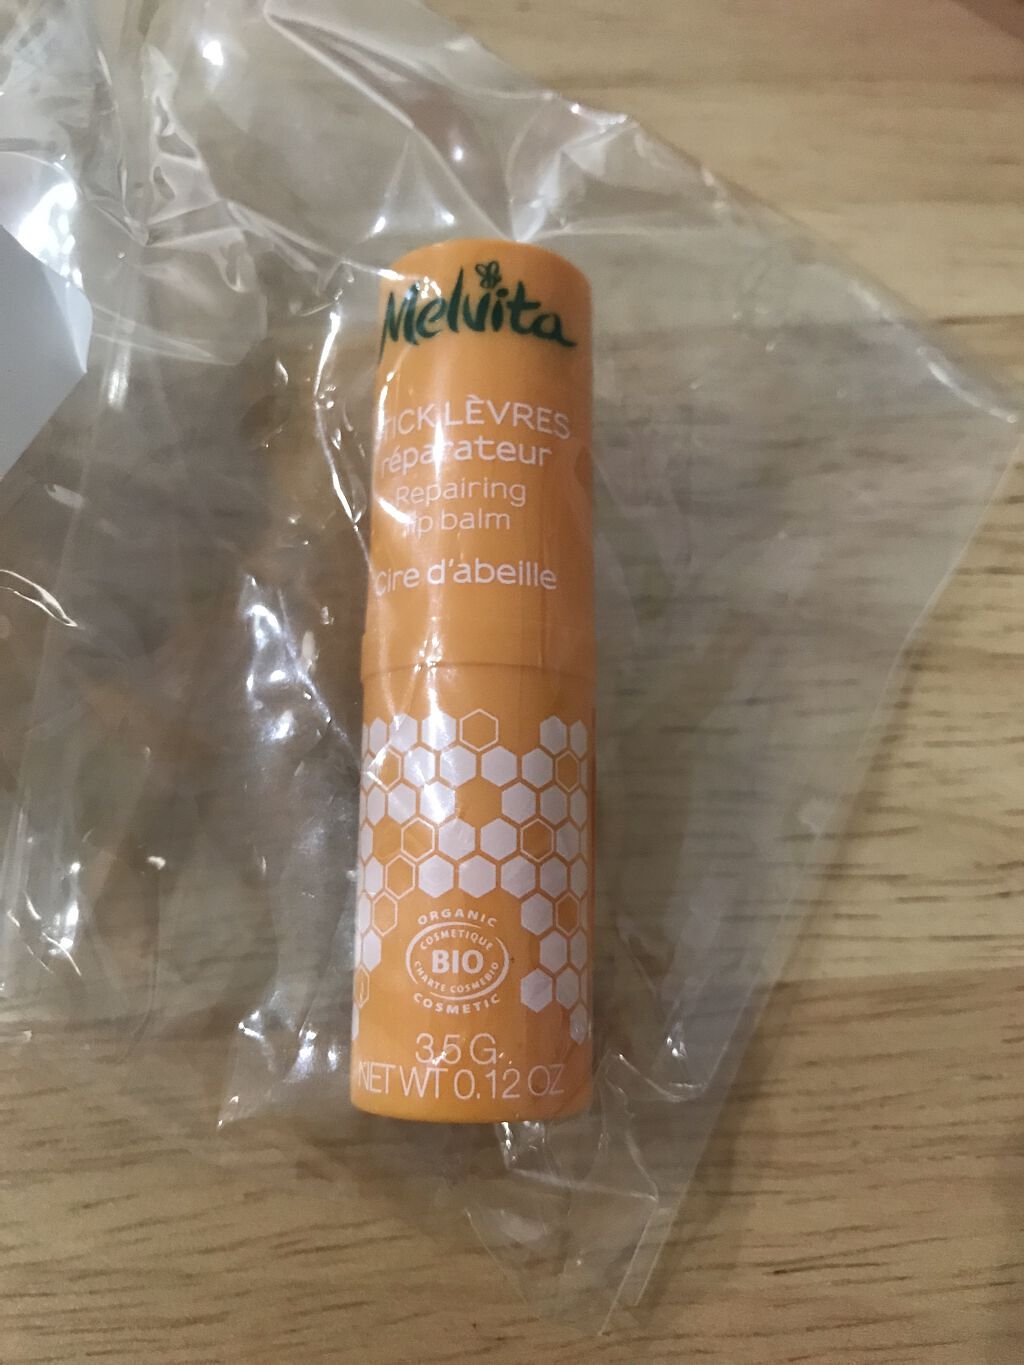 Melvita
STICK LÈVRES
réparateur
Repairing
lip balm
Cire d'abeille
ORGANIC
COSMETIQUE
BIO
CHARTE COSMEBIO
COSMETIC
3.5 G
NET WT 0.12 OZ